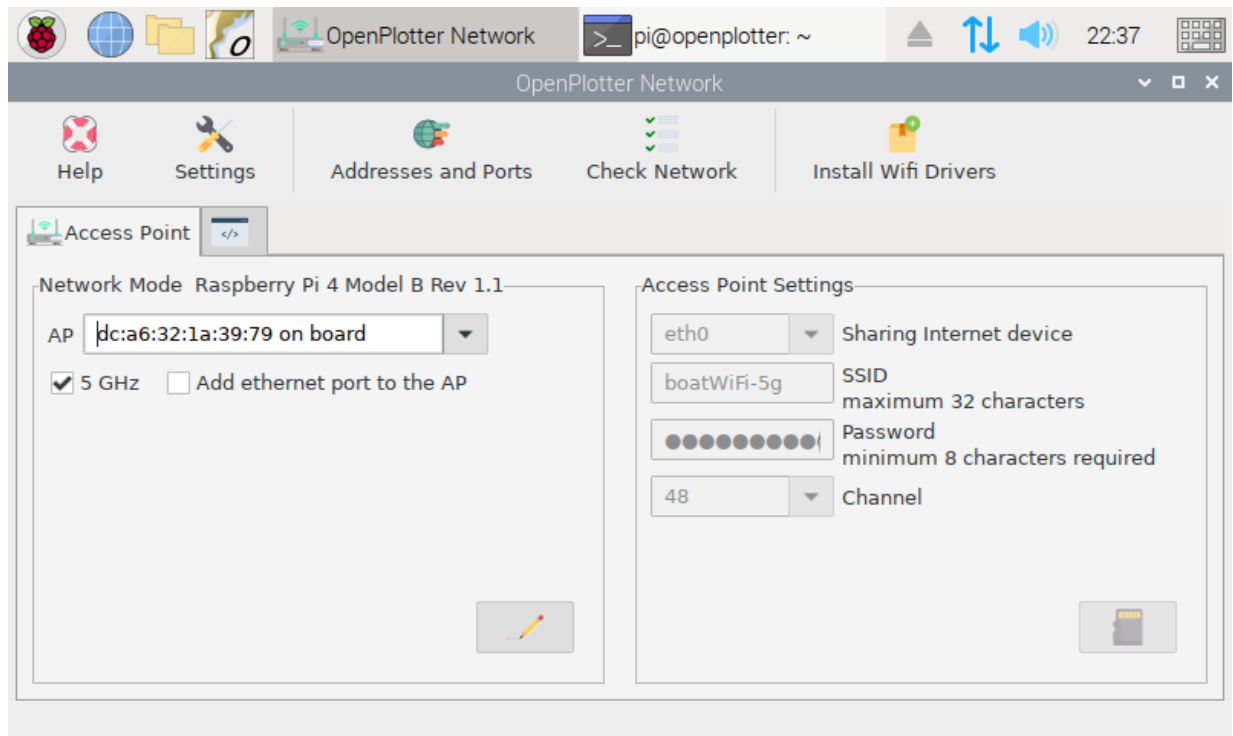 OpenPlotter Network
pi@openplotter: ~
22:37
OpenPlotter Network
Help
Settings
Addresses and Ports
Check Network
Install Wifi Drivers
Access Point
</>
Network Mode Raspberry Pi 4 Model B Rev 1.1
AP dc:a6:32:1a:39:79 on board
5 GHz Add ethernet port to the AP
Access Point Settings
eth0 Sharing Internet device
boatWiFi-5g SSID
maximum 32 characters
Password
minimum 8 characters required
48 Channel